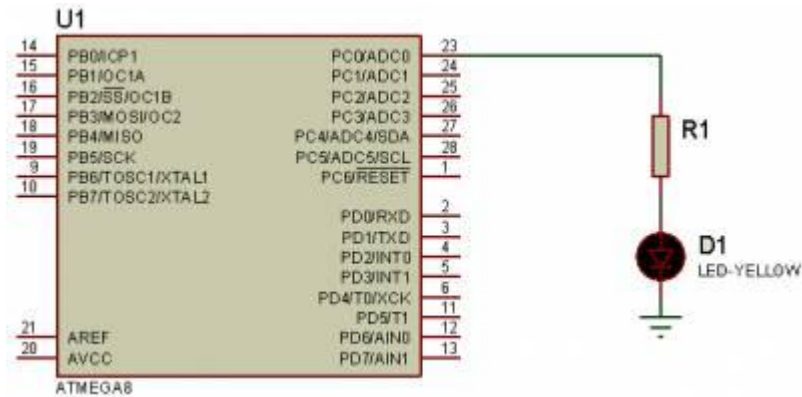 U1
14 PB0/ICP1 PC0/ADC0 23
15 PB1/OC1A PC1/ADC1 24
16 PB2/SS/OC1B PC2/ADC2 25
17 PB3/MOSI/OC2 PC3/ADC3 26
18 PB4/MISO PC4/ADC4/SDA 27
19 PB5/SCK PC5/ADC5/SCL 28
9 PB6/TOSC1/XTAL1 PC6/RESET 1
10 PB7/TOSC2/XTAL2
PD0/RXD 2
PD1/TXD 3
PD2/INT0 4
PD3/INT1 5
PD4/T0/XCK 6
PD5/T1 11
21 AREF PD6/AIN0 12
20 AVCC PD7/AIN1 13
ATMEGA8
R1
D1
LED-YELLOW